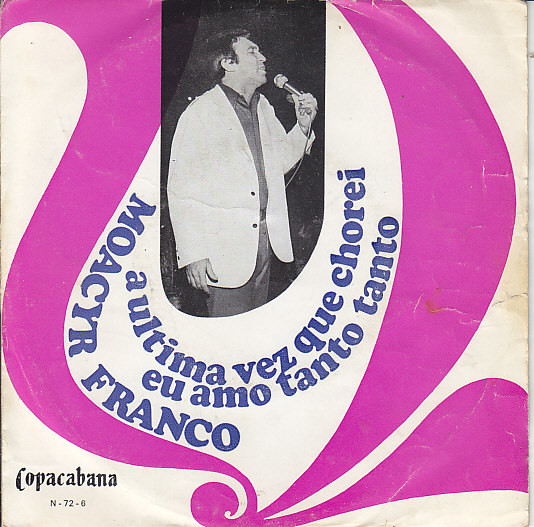 MOACYR FRANCO
a ultima vez que chorei
eu amo tanto tanto
Copacabana
N-72-6